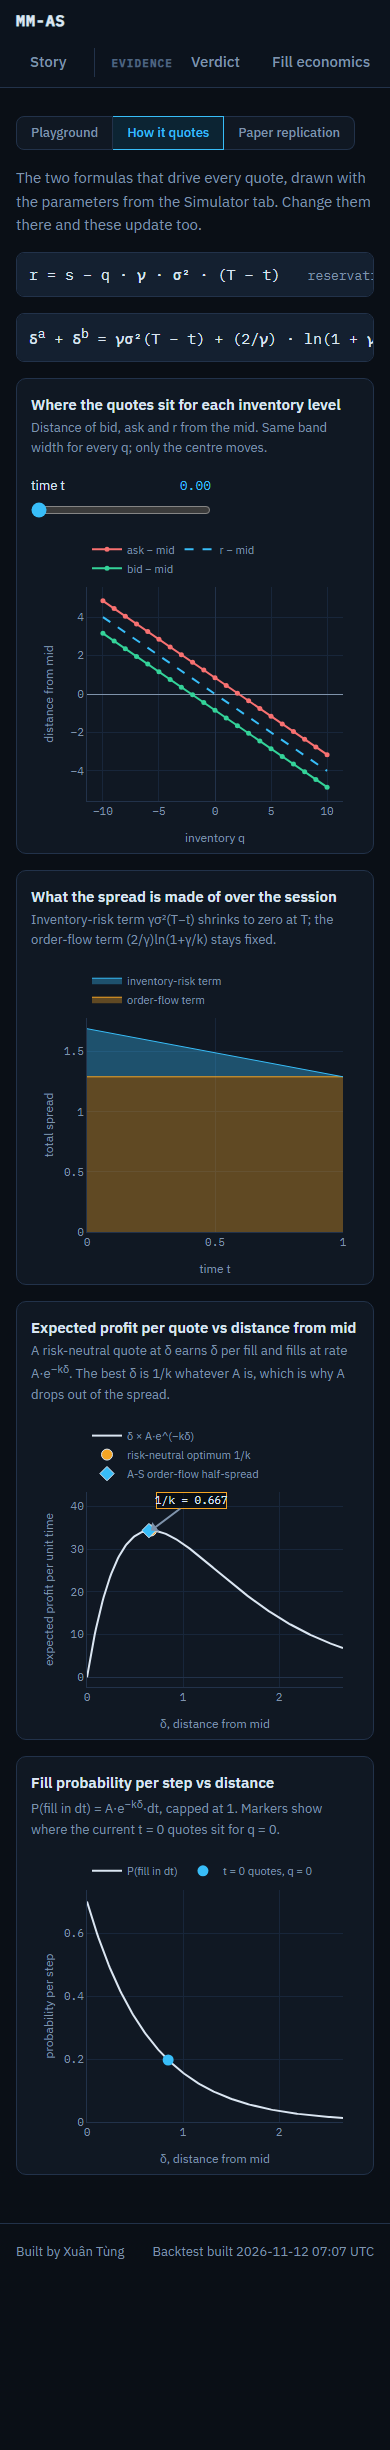 MM-AS
Story EVIDENCE Verdict Fill economics
Playground How it quotes Paper replication
The two formulas that drive every quote, drawn with
the parameters from the Simulator tab. Change them
there and these update too.
r = s − q · γ · σ² · (T − t) reservati
δᵃ + δᵇ = γσ²(T − t) + (2/γ) · ln(1 + γ
Where the quotes sit for each inventory level
Distance of bid, ask and r from the mid. Same band
width for every q; only the centre moves.
time t 0.00
ask − mid r − mid
bid − mid
4
2
0
−2
−4
distance from mid
−10 −5 0 5 10
inventory q
What the spread is made of over the session
Inventory-risk term γσ²(T−t) shrinks to zero at T; the
order-flow term (2/γ)ln(1+γ/k) stays fixed.
inventory-risk term
order-flow term
1.5
1
0.5
0
total spread
0 0.5 1
time t
Expected profit per quote vs distance from mid
A risk-neutral quote at δ earns δ per fill and fills at rate
A·e⁻ᵏᵟ. The best δ is 1/k whatever A is, which is why A
drops out of the spread.
δ × A·e^(−kδ)
risk-neutral optimum 1/k
A-S order-flow half-spread
1/k = 0.667
40
30
20
10
0
expected profit per unit time
0 1 2
δ, distance from mid
Fill probability per step vs distance
P(fill in dt) = A·e⁻ᵏᵟ·dt, capped at 1. Markers show
where the current t = 0 quotes sit for q = 0.
P(fill in dt) t = 0 quotes, q = 0
0.6
0.4
0.2
0
probability per step
0 1 2
δ, distance from mid
Built by Xuân Tùng Backtest built 2026-11-12 07:07 UTC